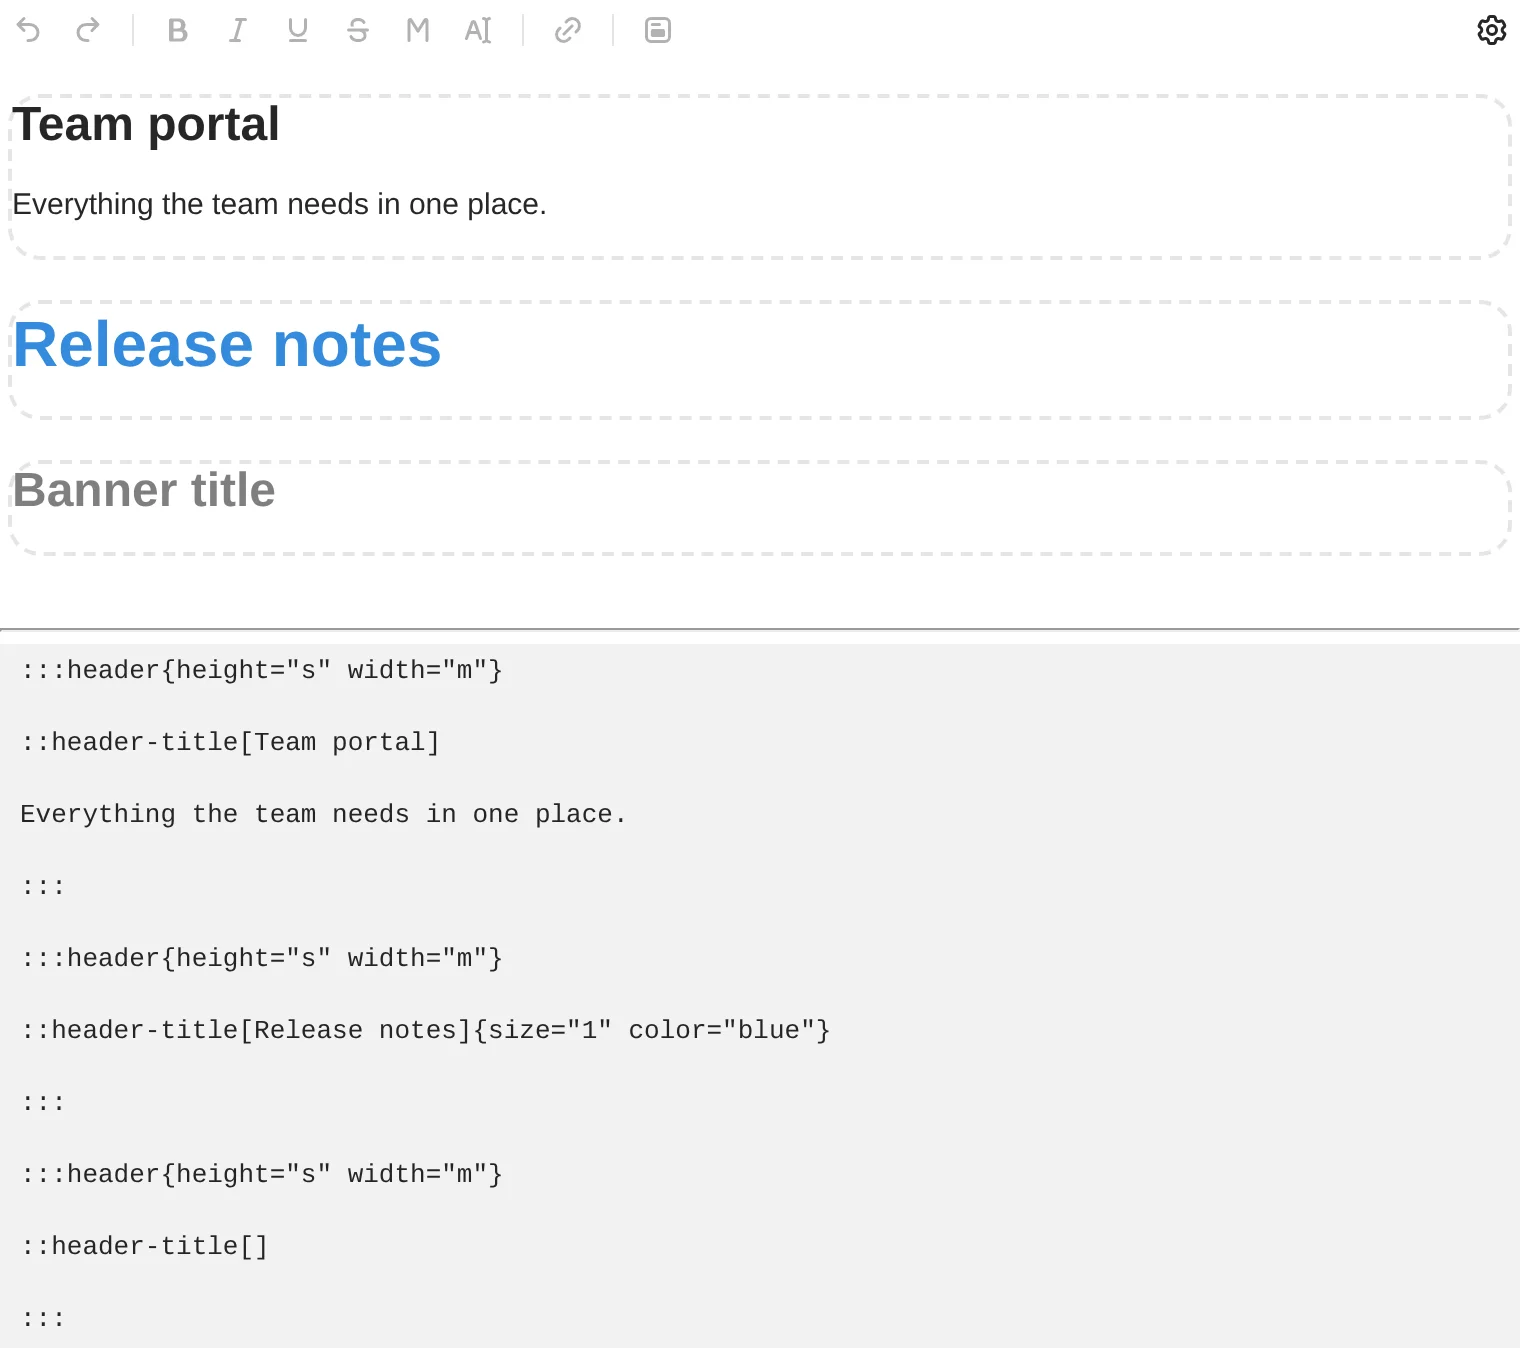 Team portal
Everything the team needs in one place.
Release notes
Banner title
:::header{height="s" width="m"}
::header-title[Team portal]
Everything the team needs in one place.
:::
:::header{height="s" width="m"}
::header-title[Release notes]{size="1" color="blue"}
:::
:::header{height="s" width="m"}
::header-title[]
:::